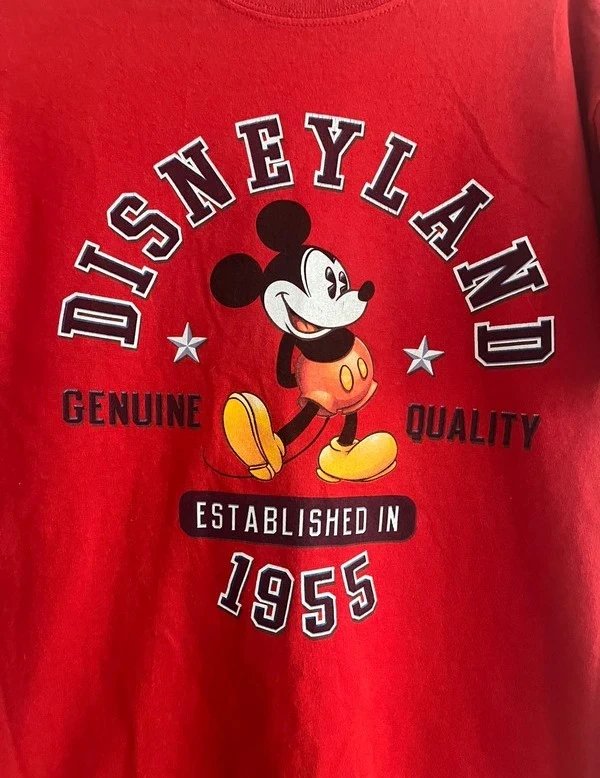 DISNEYLAND
GENUINE QUALITY
ESTABLISHED IN
1955